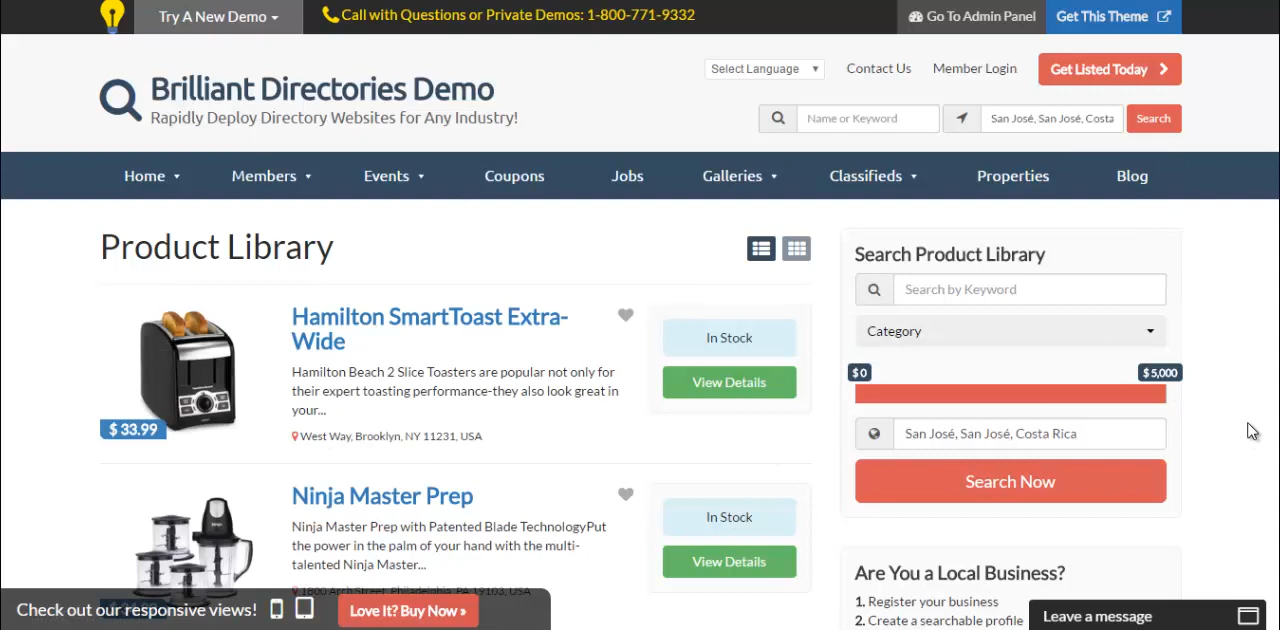 Try A New Demo
Call with Questions or Private Demos: 1-800-771-9332
Go To Admin Panel
Get This Theme
Brilliant Directories Demo
Rapidly Deploy Directory Websites for Any Industry!
Select Language
Contact Us
Member Login
Get Listed Today
Name or Keyword
San José, San José, Costa
Search
Home
Members
Events
Coupons
Jobs
Galleries
Classifieds
Properties
Blog
Product Library
Hamilton SmartToast Extra-
Wide
Hamilton Beach 2 Slice Toasters are popular not only for
their expert toasting performance-they also look great in
your...
West Way, Brooklyn, NY 11231, USA
$ 33.99
In Stock
View Details
Ninja Master Prep
Ninja Master Prep with Patented Blade TechnologyPut
the power in the palm of your hand with the multi-
talented Ninja Master...
1800 Arch Street, Philadelphia, PA 19103, USA
In Stock
View Details
Search Product Library
Search by Keyword
Category
$ 0
$ 5,000
San José, San José, Costa Rica
Search Now
Are You a Local Business?
1. Register your business
2. Create a searchable profile
Check out our responsive views!
Love It? Buy Now »
Leave a message